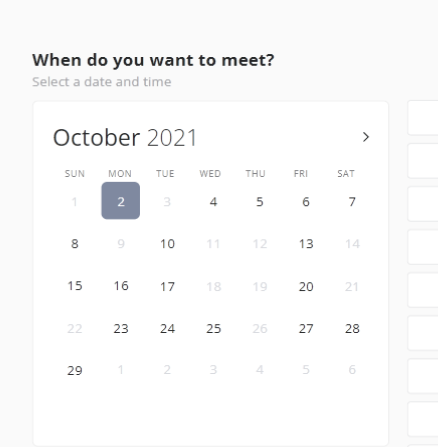 When do you want to meet?
Select a date and time
October 2021
SUN MON TUE WED THU FRI SAT
1 2 3 4 5 6 7
8 9 10 11 12 13 14
15 16 17 18 19 20 21
22 23 24 25 26 27 28
29 1 2 3 4 5 6